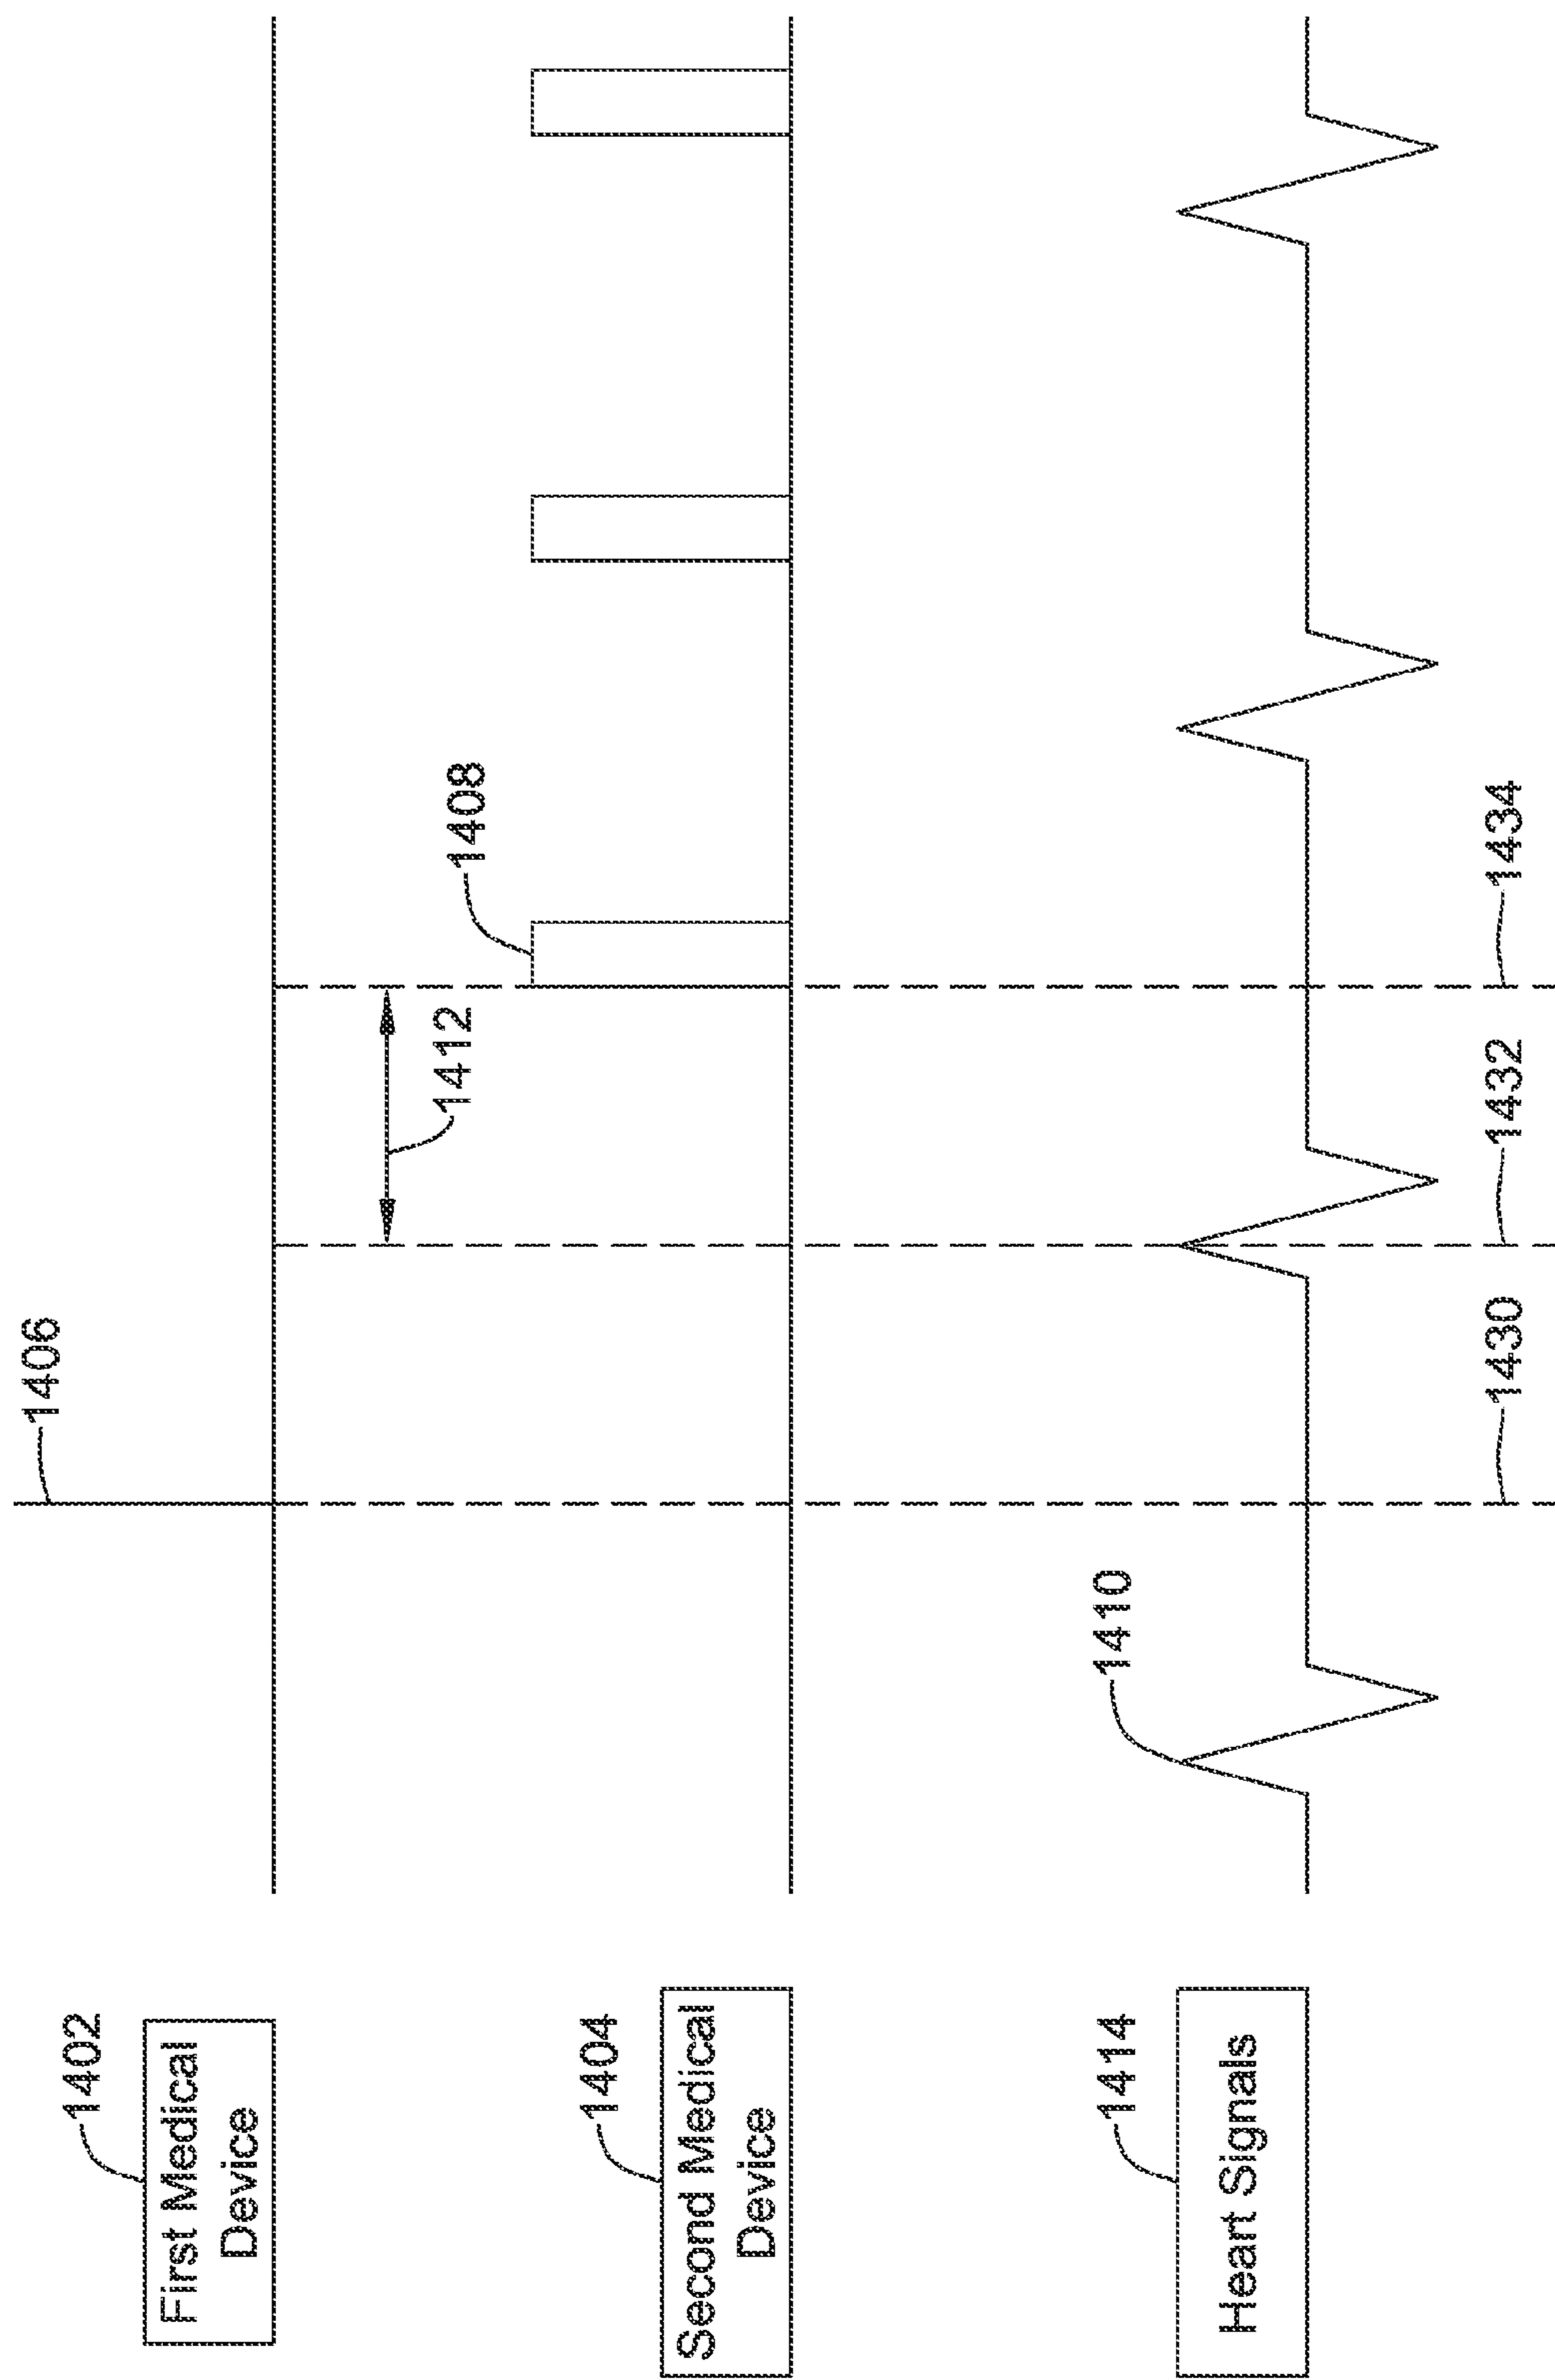 1406
1402
First Medical
Device
1412
1408
1404
Second Medical
Device
1410
1414
Heart Signals
1430
1432
1434